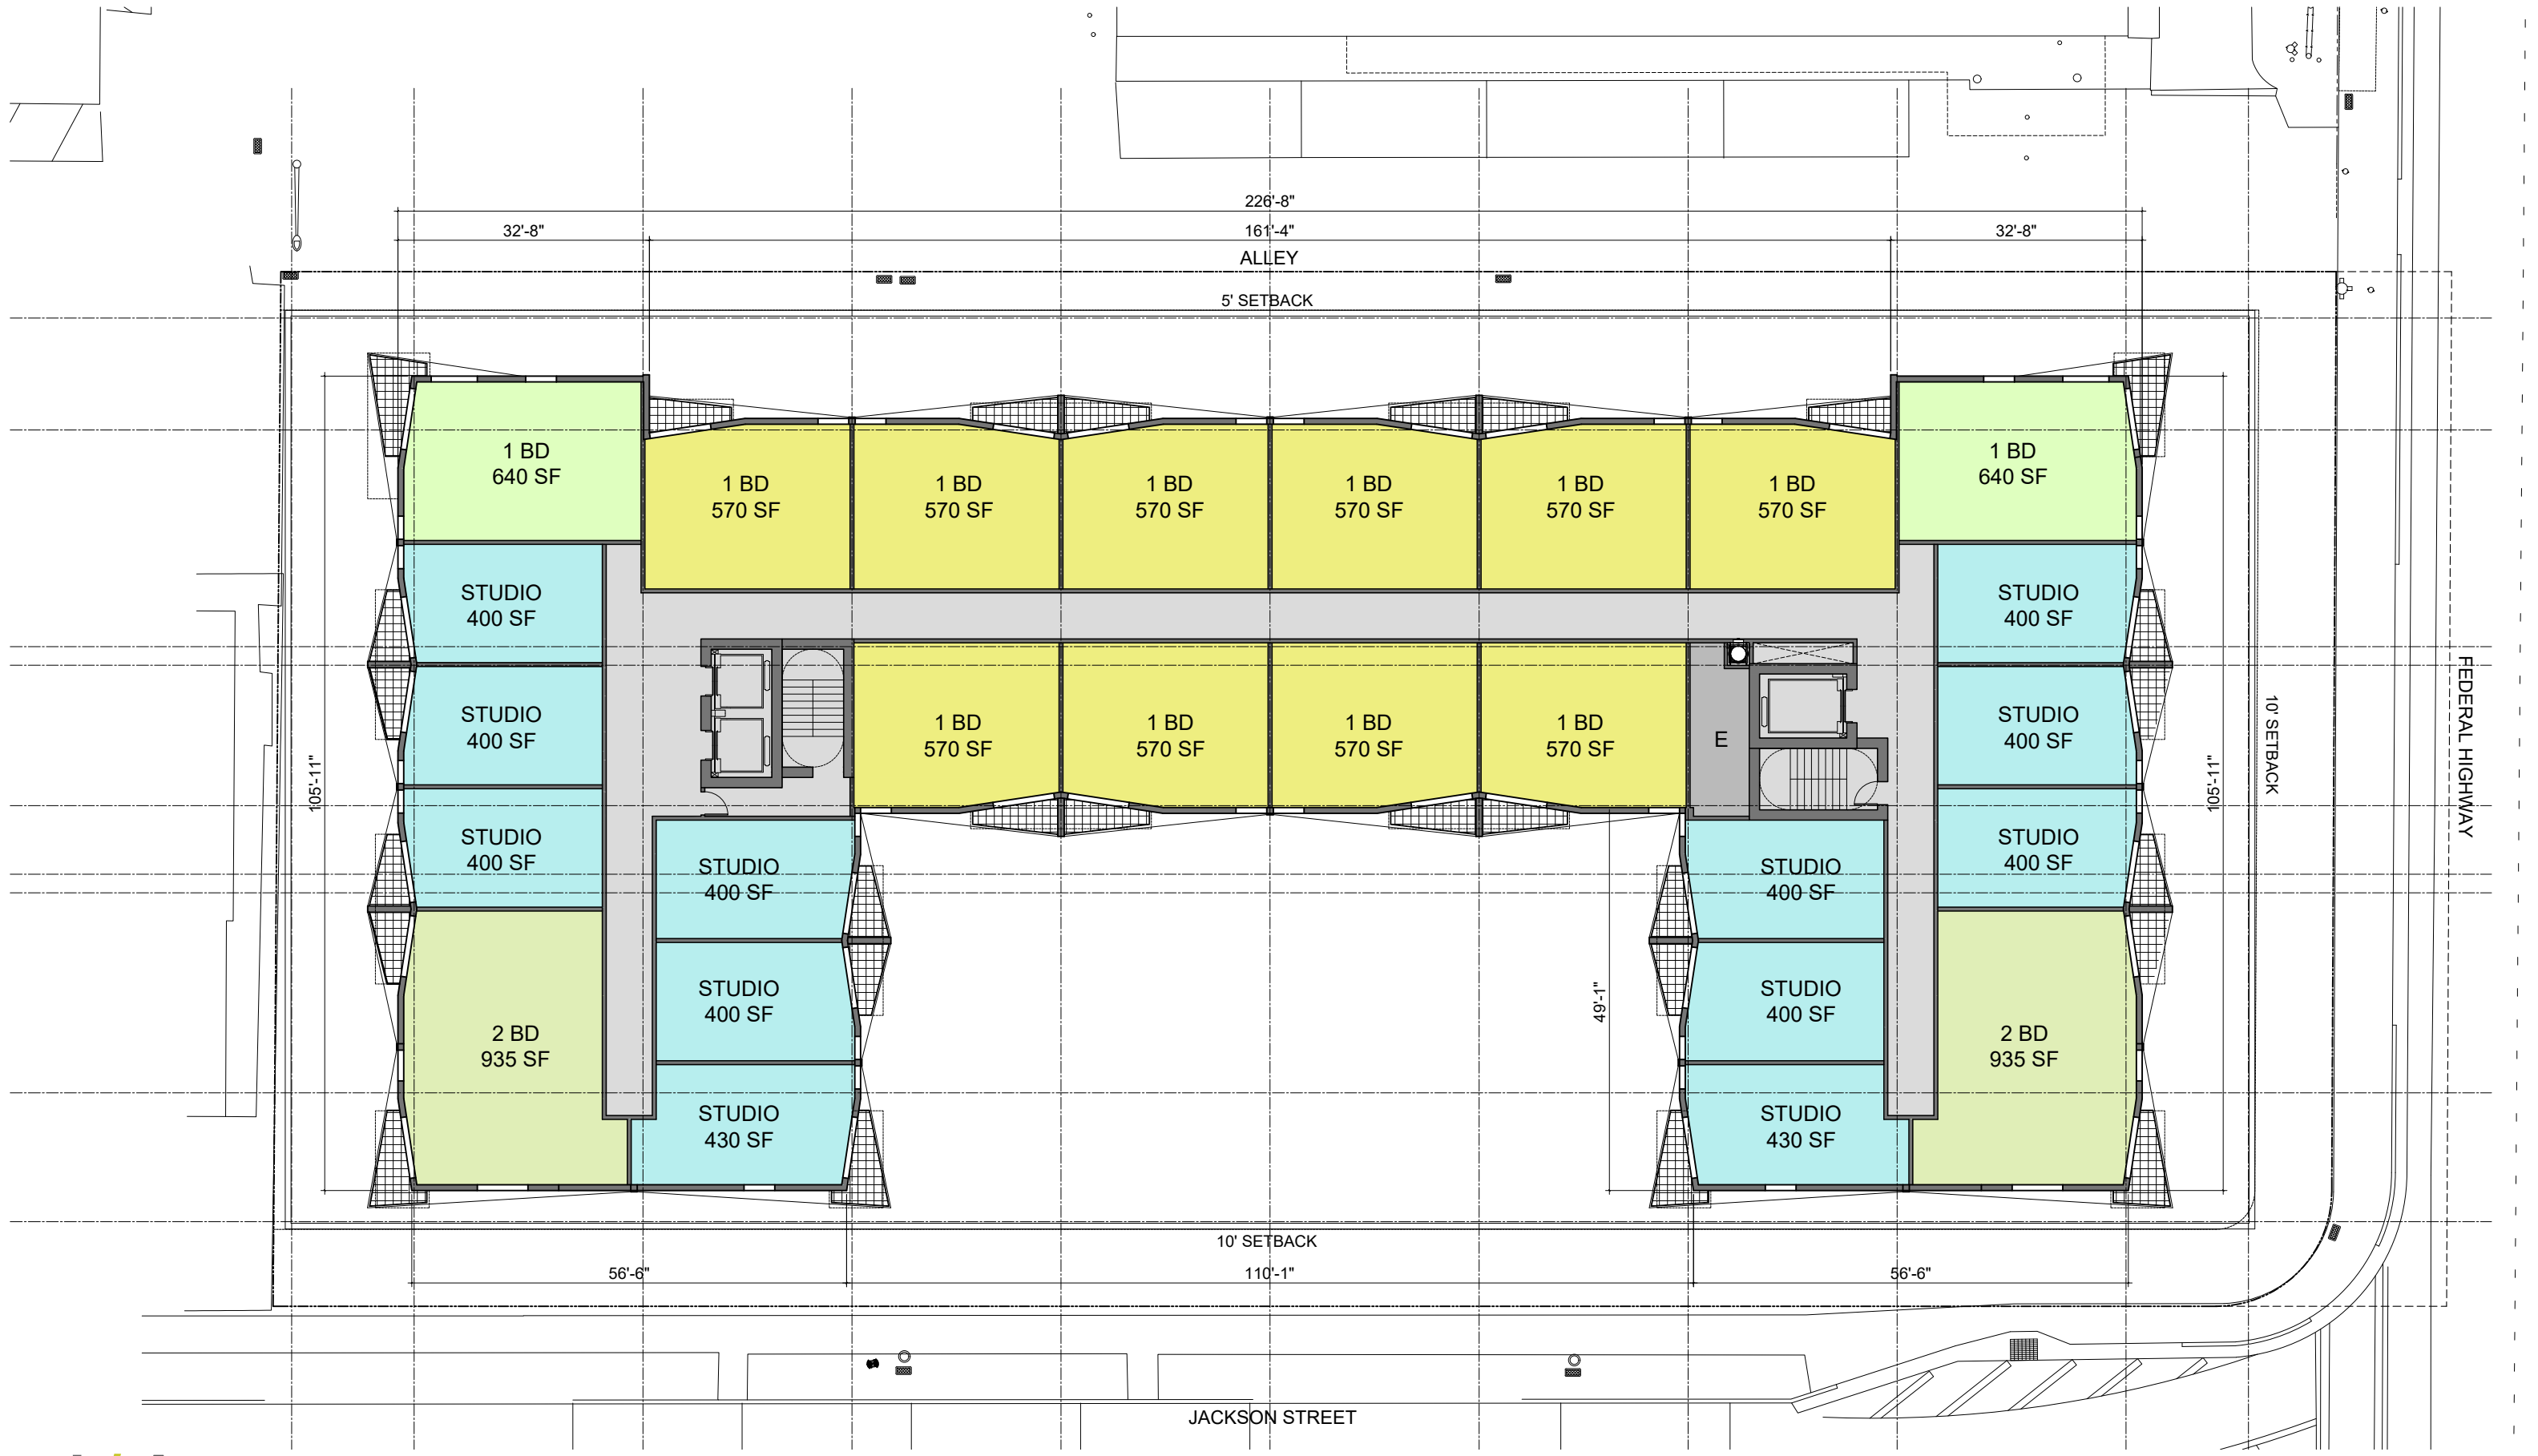 226'-8"
32'-8"
161'-4"
32'-8"
ALLEY
5' SETBACK
1 BD
640 SF
1 BD
570 SF
1 BD
570 SF
1 BD
570 SF
1 BD
570 SF
1 BD
570 SF
1 BD
570 SF
1 BD
640 SF
STUDIO
400 SF
STUDIO
400 SF
STUDIO
400 SF
STUDIO
400 SF
1 BD
570 SF
1 BD
570 SF
1 BD
570 SF
1 BD
570 SF
E
105'-11"
105'-11"
10' SETBACK
FEDERAL HIGHWAY
STUDIO
400 SF
STUDIO
400 SF
STUDIO
400 SF
STUDIO
400 SF
STUDIO
400 SF
STUDIO
400 SF
49'-1"
2 BD
935 SF
2 BD
935 SF
STUDIO
430 SF
STUDIO
430 SF
10' SETBACK
56'-6"
110'-1"
56'-6"
JACKSON STREET